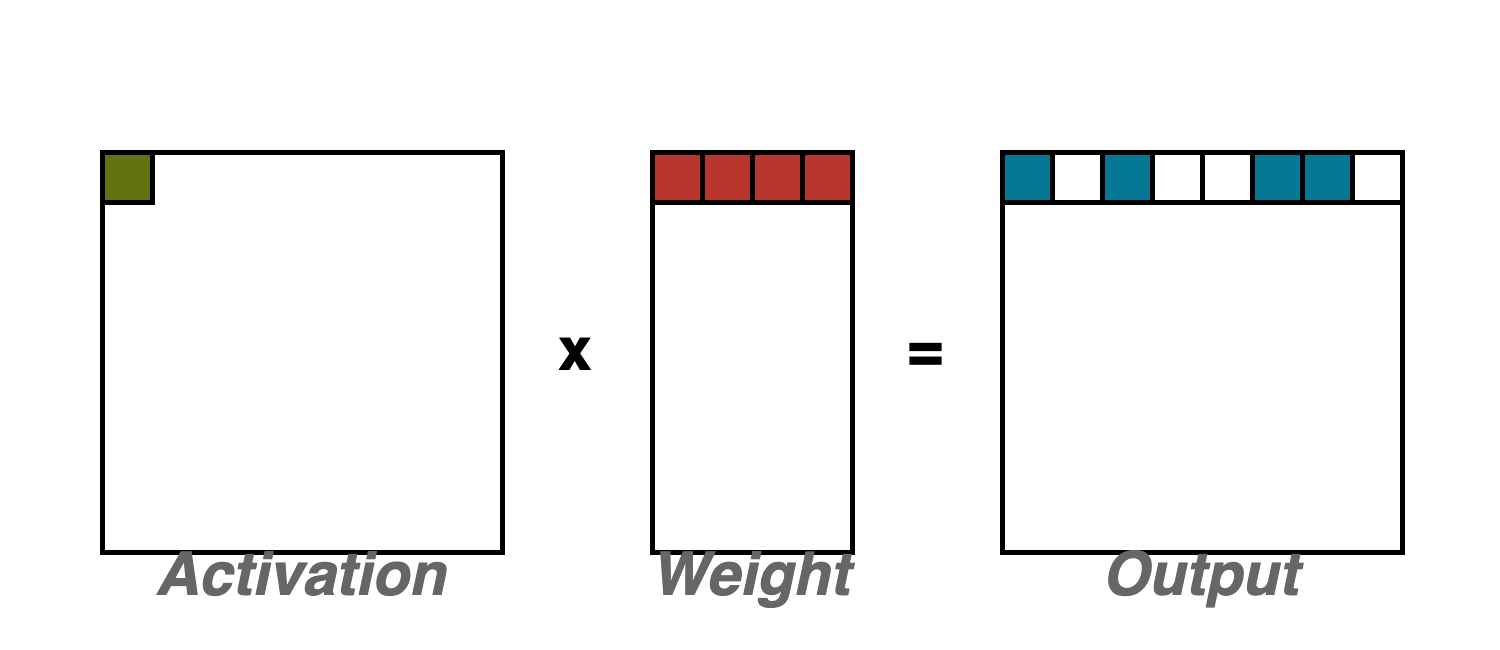 x
=
Activation
Weight
Output